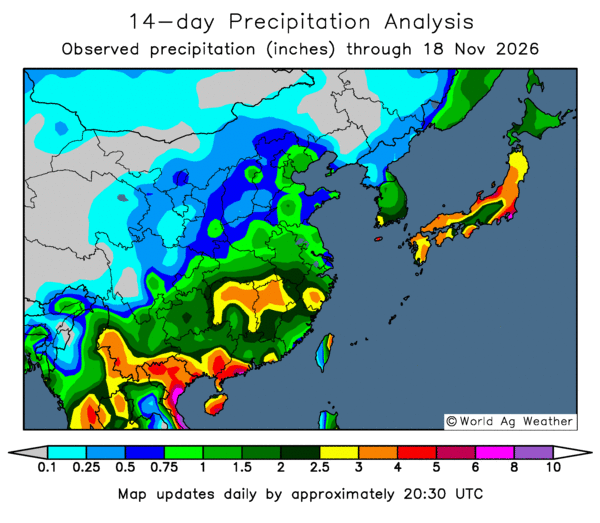 14-day Precipitation Analysis
Observed precipitation (inches) through 18 Nov 2026
© World Ag Weather
0.1 0.25 0.5 0.75 1 1.5 2 2.5 3 4 5 6 8 10
Map updates daily by approximately 20:30 UTC